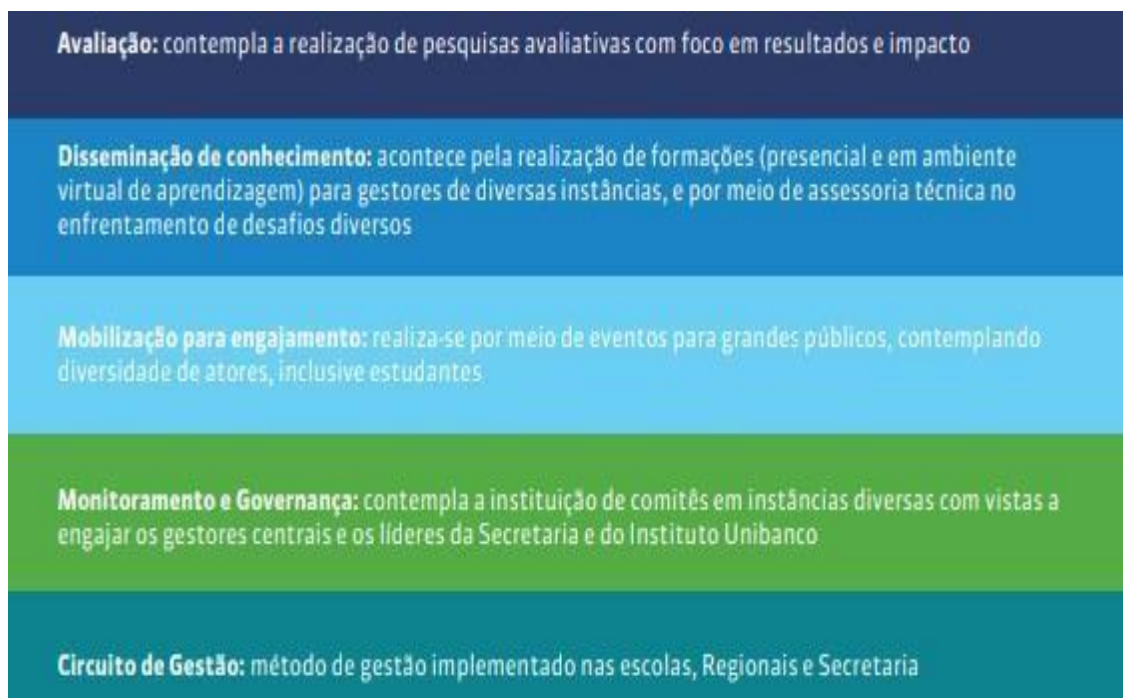 Avaliação: contempla a realização de pesquisas avaliativas com foco em resultados e impacto
Disseminação de conhecimento: acontece pela realização de formações (presencial e em ambiente
virtual de aprendizagem) para gestores de diversas instâncias, e por meio de assessoria técnica no
enfrentamento de desafios diversos
Mobilização para engajamento: realiza-se por meio de eventos para grandes públicos, contemplando
diversidade de atores, inclusive estudantes
Monitoramento e Governança: contempla a instituição de comitês em instâncias diversas com vistas a
engajar os gestores centrais e os líderes da Secretaria e do Instituto Unibanco
Circuito de Gestão: método de gestão implementado nas escolas, Regionais e Secretaria